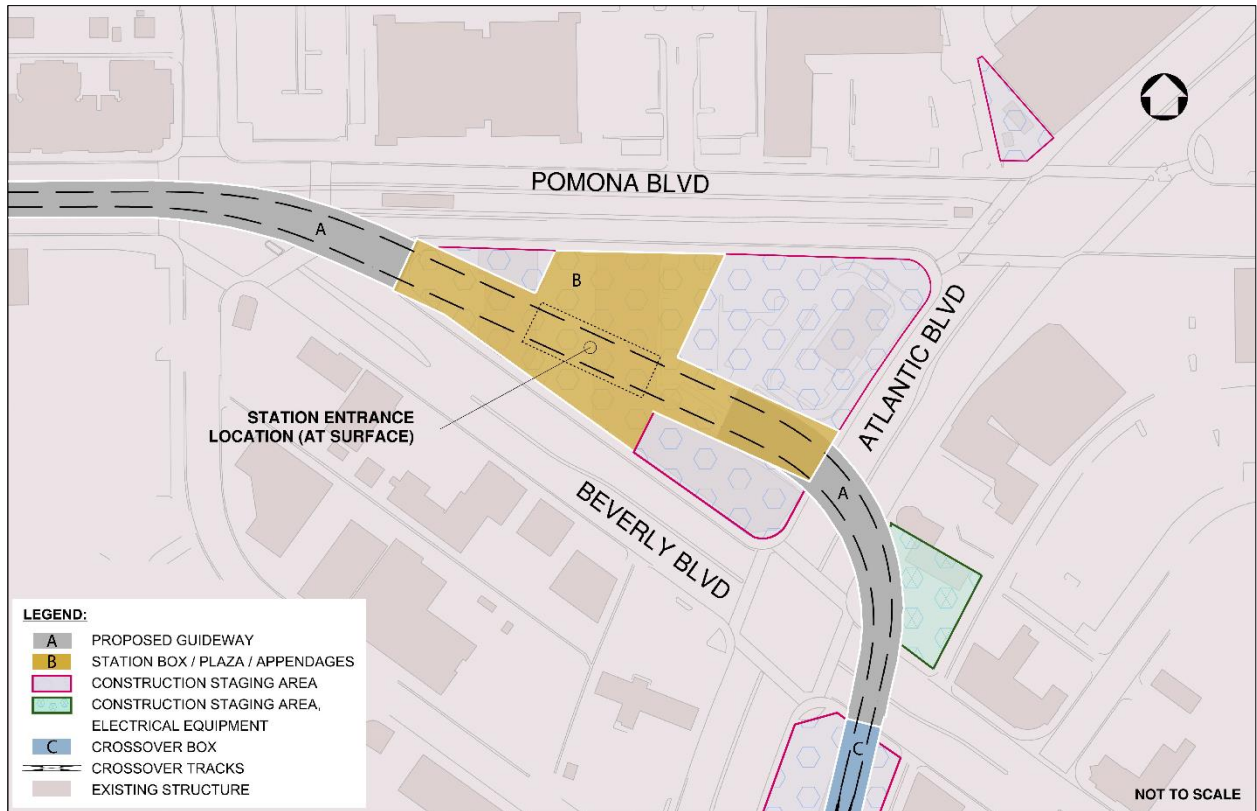 POMONA BLVD
A
B
ATLANTIC BLVD
STATION ENTRANCE
LOCATION (AT SURFACE)
A
BEVERLY BLVD
C
LEGEND:
A PROPOSED GUIDEWAY
B STATION BOX / PLAZA / APPENDAGES
CONSTRUCTION STAGING AREA
CONSTRUCTION STAGING AREA,
ELECTRICAL EQUIPMENT
C CROSSOVER BOX
CROSSOVER TRACKS
EXISTING STRUCTURE
NOT TO SCALE